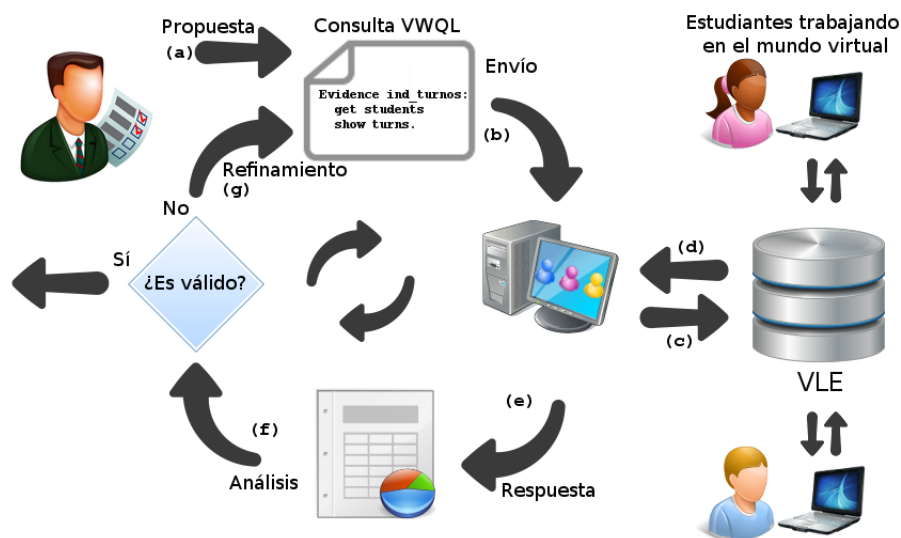 Propuesta
(a)
Consulta VWQL
Evidence ind_turnos:
get students
show turns.
Envío
(b)
Estudiantes trabajando
en el mundo virtual
Refinamiento
(g)
No
Sí
¿Es válido?
(d)
(c)
VLE
(e)
Respuesta
(f)
Análisis